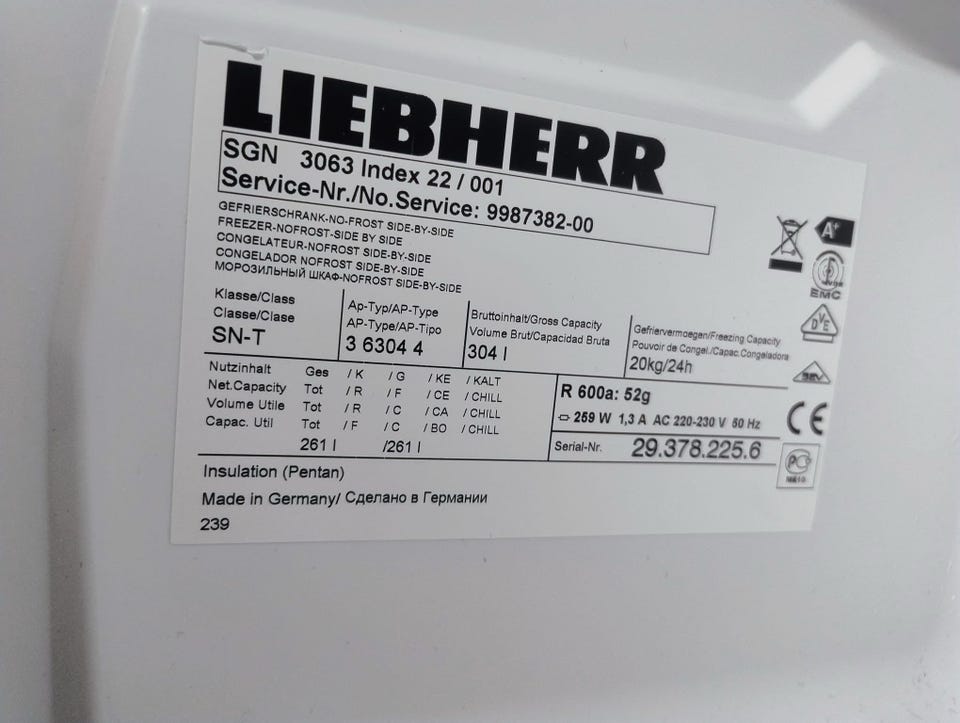 LIEBHERR
SGN 3063 Index 22 / 001
Service-Nr./No.Service: 9987382-00
GEFRIERSCHRANK-NO-FROST SIDE-BY-SIDE
FREEZER-NOFROST-SIDE BY SIDE
CONGELATEUR-NOFROST SIDE-BY-SIDE
CONGELADOR NOFROST SIDE-BY-SIDE
МОРОЗИЛЬНЫЙ ШКАФ-NOFROST SIDE-BY-SIDE
A+
EMC
DVE
Klasse/Class
Classe/Clase
SN-T
Ap-Typ/AP-Type
AP-Type/AP-Tipo
3 6304 4
Bruttoinhalt/Gross Capacity
Volume Brut/Capacidad Bruta
304 l
Gefriervermoegen/Freezing Capacity
Pouvoir de Congel./Capac.Congeladora
20kg/24h
Nutzinhalt Ges / K / G / KE / KALT
Net.Capacity Tot / R / F / CE / CHILL
Volume Utile Tot / R / C / CA / CHILL
Capac. Util Tot / F / C / BO / CHILL
261 l /261 l
R 600a: 52g
259 W 1,3 A AC 220-230 V 50 Hz
Serial-Nr. 29.378.225.6
CE
Insulation (Pentan)
Made in Germany/ Сделано в Германии
239